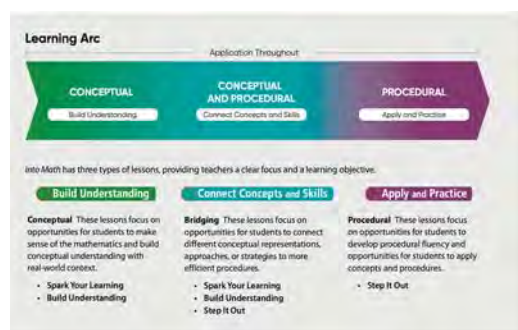 Learning Arc
Application Throughout
CONCEPTUAL
Build Understanding
CONCEPTUAL
AND PROCEDURAL
Connect Concepts and Skills
PROCEDURAL
Apply and Practice
Into Math has three types of lessons, providing teachers a clear focus and a learning objective.
Build Understanding
Conceptual These lessons focus on
opportunities for students to make
sense of the mathematics and build
conceptual understanding with
real-world context.
• Spark Your Learning
• Build Understanding
Connect Concepts and Skills
Bridging These lessons focus on
opportunities for students to connect
different conceptual representations,
approaches, or strategies to more
efficient procedures.
• Spark Your Learning
• Build Understanding
• Step It Out
Apply and Practice
Procedural These lessons focus
on opportunities for students to
develop procedural fluency and
opportunities for students to apply
concepts and procedures.
• Step It Out